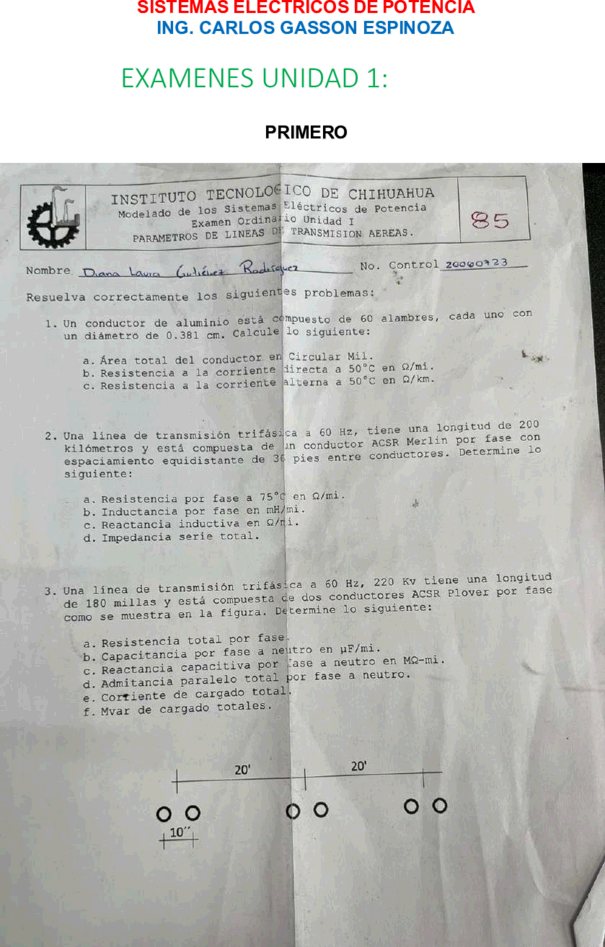 SISTEMAS ELECTRICOS DE POTENCIA
ING. CARLOS GASSON ESPINOZA
EXAMENES UNIDAD 1:
PRIMERO
INSTITUTO TECNOLOGICO DE CHIHUAHUA
Modelado de los Sistemas Eléctricos de Potencia
Examen Ordinario Unidad I
PARAMETROS DE LINEAS DE TRANSMISION AEREAS.
85
Nombre Diana Laura Gutiérez Rodríguez No. Control 20060923
Resuelva correctamente los siguientes problemas:
1. Un conductor de aluminio está compuesto de 60 alambres, cada uno con
un diámetro de 0.381 cm. Calcule lo siguiente:
a. Área total del conductor en Circular Mil.
b. Resistencia a la corriente directa a 50°C en Ω/mi.
c. Resistencia a la corriente alterna a 50°C en Ω/km.
2. Una línea de transmisión trifásica a 60 Hz, tiene una longitud de 200
kilómetros y está compuesta de un conductor ACSR Merlin por fase con
espaciamiento equidistante de 36 pies entre conductores. Determine lo
siguiente:
a. Resistencia por fase a 75°C en Ω/mi.
b. Inductancia por fase en mH/mi.
c. Reactancia inductiva en Ω/mi.
d. Impedancia serie total.
3. Una línea de transmisión trifásica a 60 Hz, 220 Kv tiene una longitud
de 180 millas y está compuesta de dos conductores ACSR Plover por fase
como se muestra en la figura. Determine lo siguiente:
a. Resistencia total por fase.
b. Capacitancia por fase a neutro en µF/mi.
c. Reactancia capacitiva por fase a neutro en MΩ-mi.
d. Admitancia paralelo total por fase a neutro.
e. Corriente de cargado total.
f. Mvar de cargado totales.
20' 20'
10''